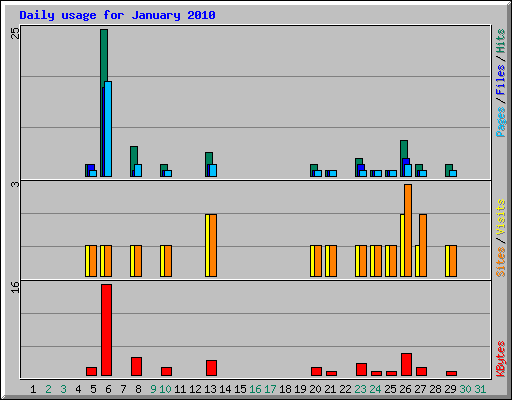 Daily usage for January 2010
25
3
16
Pages / Files / Hits
Sites / Visits
KBytes
1 2 3 4 5 6 7 8 9 10 11 12 13 14 15 16 17 18 19 20 21 22 23 24 25 26 27 28 29 30 31